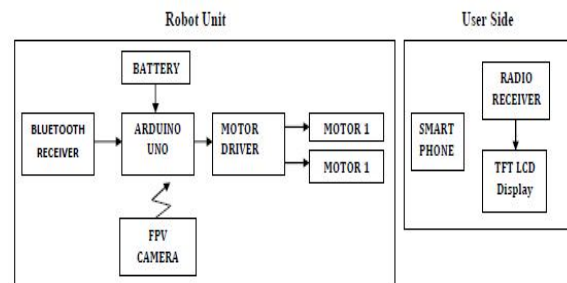 Robot Unit
BATTERY
BLUETOOTH
RECEIVER
ARDUINO
UNO
MOTOR
DRIVER
MOTOR 1
MOTOR 1
FPV
CAMERA
User Side
RADIO
RECEIVER
SMART
PHONE
TFT LCD
Display